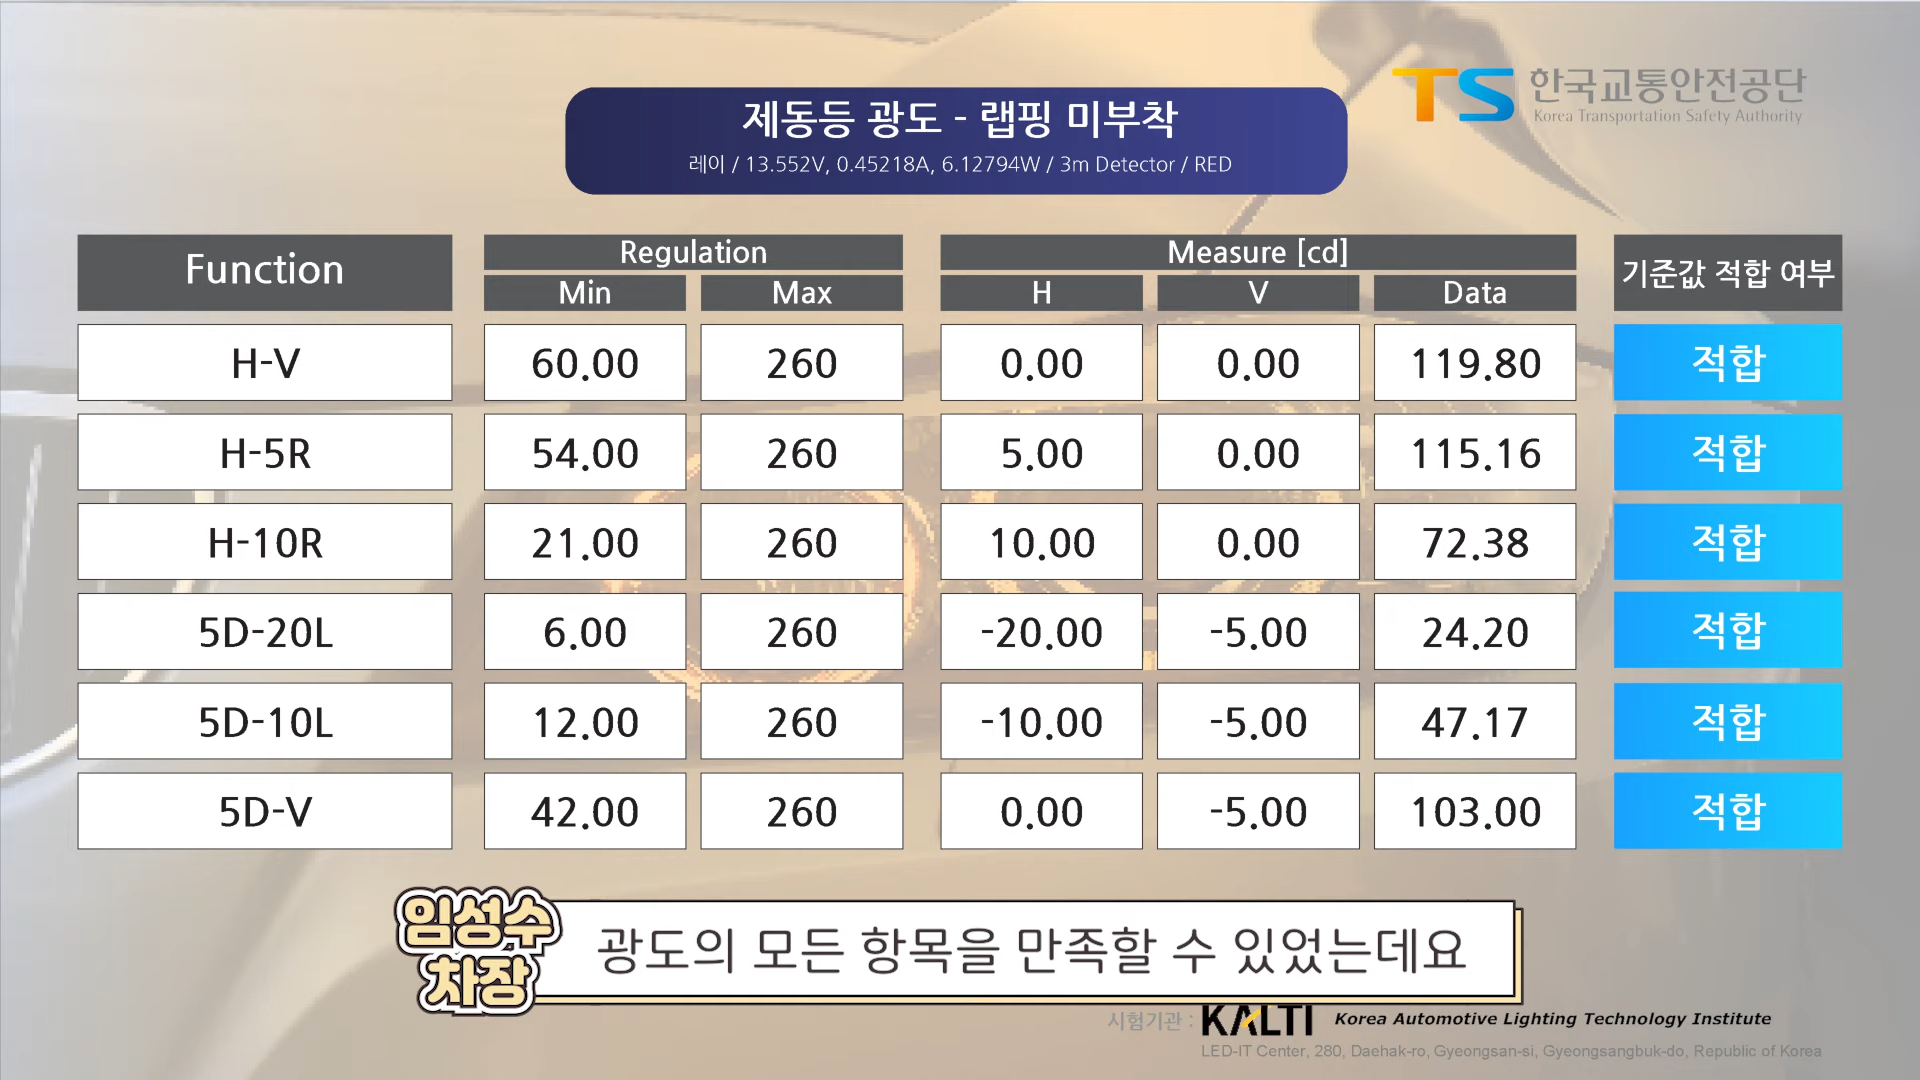 TS 한국교통안전공단
Korea Transportation Safety Authority
제동등 광도 - 랩핑 미부착
레이 / 13.552V, 0.45218A, 6.12794W / 3m Detector / RED
Function Regulation Measure [cd] 기준값 적합 여부
Min Max H V Data
H-V 60.00 260 0.00 0.00 119.80 적합
H-5R 54.00 260 5.00 0.00 115.16 적합
H-10R 21.00 260 10.00 0.00 72.38 적합
5D-20L 6.00 260 -20.00 -5.00 24.20 적합
5D-10L 12.00 260 -10.00 -5.00 47.17 적합
5D-V 42.00 260 0.00 -5.00 103.00 적합
임성수
차장
광도의 모든 항목을 만족할 수 있었는데요
시험기관 : KALTI Korea Automotive Lighting Technology Institute
LED-IT Center, 280, Daehak-ro, Gyeongsan-si, Gyeongsangbuk-do, Republic of Korea